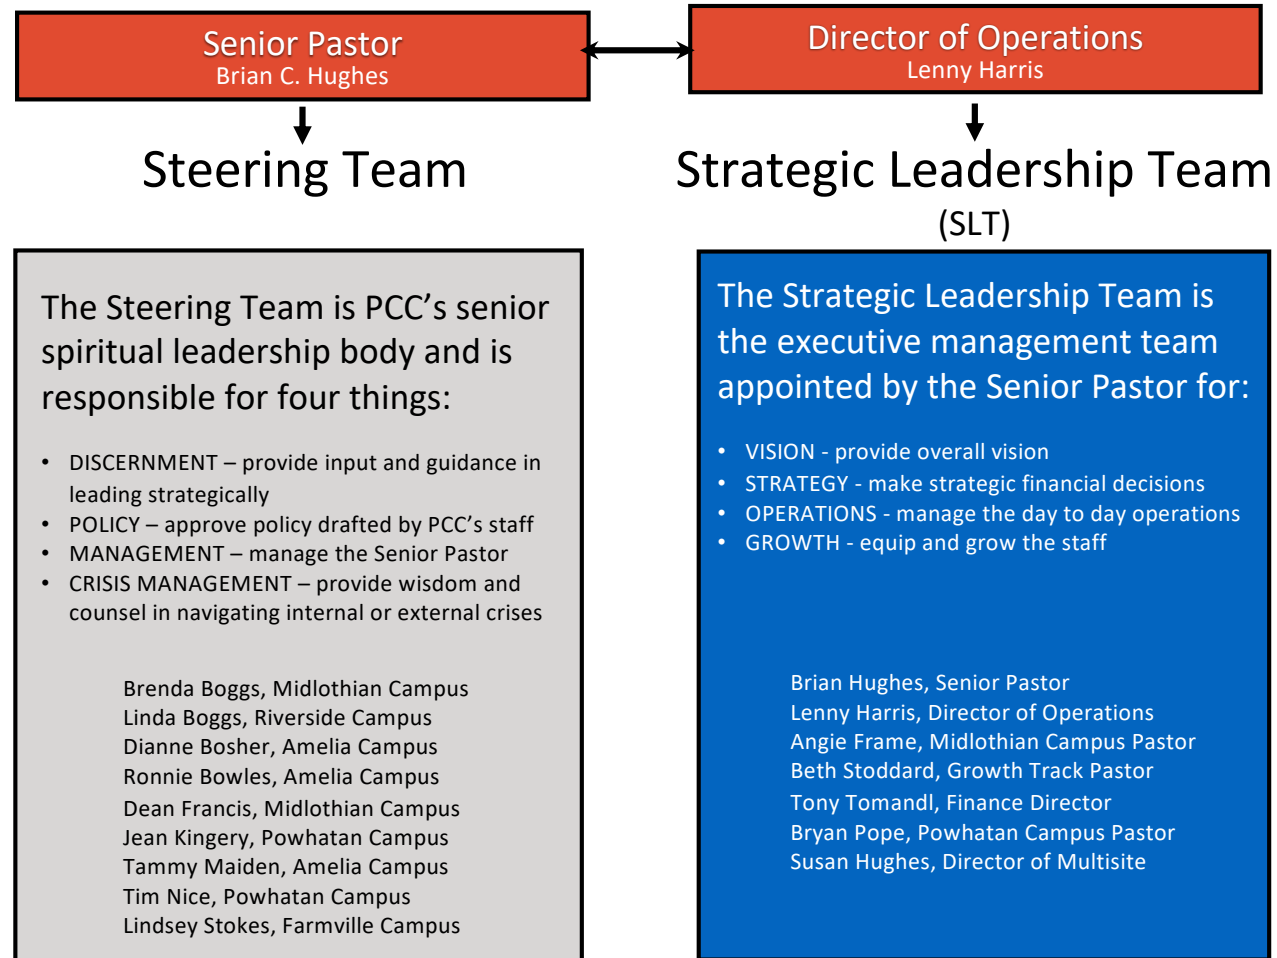 Senior Pastor
Brian C. Hughes
Director of Operations
Lenny Harris
Steering Team
Strategic Leadership Team
(SLT)
The Steering Team is PCC’s senior
spiritual leadership body and is
responsible for four things:
• DISCERNMENT – provide input and guidance in
leading strategically
• POLICY – approve policy drafted by PCC’s staff
• MANAGEMENT – manage the Senior Pastor
• CRISIS MANAGEMENT – provide wisdom and
counsel in navigating internal or external crises
Brenda Boggs, Midlothian Campus
Linda Boggs, Riverside Campus
Dianne Bosher, Amelia Campus
Ronnie Bowles, Amelia Campus
Dean Francis, Midlothian Campus
Jean Kingery, Powhatan Campus
Tammy Maiden, Amelia Campus
Tim Nice, Powhatan Campus
Lindsey Stokes, Farmville Campus
The Strategic Leadership Team is
the executive management team
appointed by the Senior Pastor for:
• VISION - provide overall vision
• STRATEGY - make strategic financial decisions
• OPERATIONS - manage the day to day operations
• GROWTH - equip and grow the staff
Brian Hughes, Senior Pastor
Lenny Harris, Director of Operations
Angie Frame, Midlothian Campus Pastor
Beth Stoddard, Growth Track Pastor
Tony Tomandl, Finance Director
Bryan Pope, Powhatan Campus Pastor
Susan Hughes, Director of Multisite